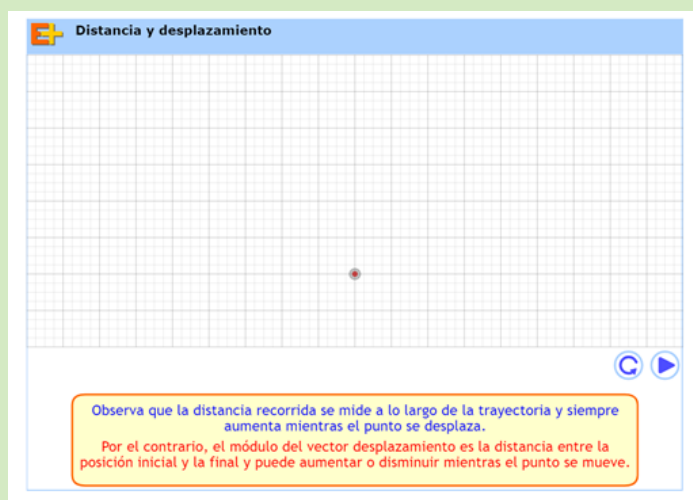 E+ Distancia y desplazamiento
Observa que la distancia recorrida se mide a lo largo de la trayectoria y siempre
aumenta mientras el punto se desplaza.
Por el contrario, el módulo del vector desplazamiento es la distancia entre la
posición inicial y la final y puede aumentar o disminuir mientras el punto se mueve.